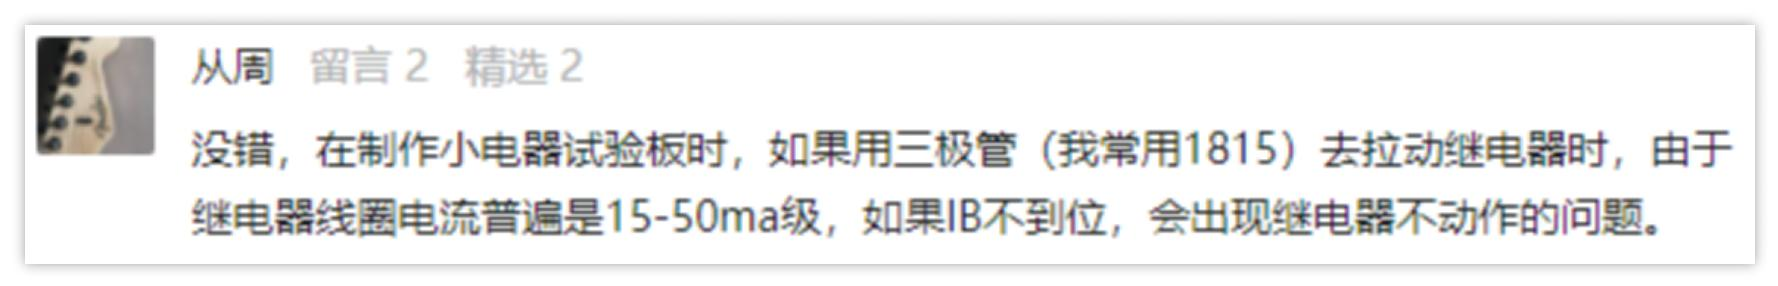 从周 留言 2 精选 2
没错，在制作小电器试验板时，如果用三极管（我常用1815）去拉动继电器时，由于
继电器线圈电流普遍是15-50ma级，如果IB不到位，会出现继电器不动作的问题。